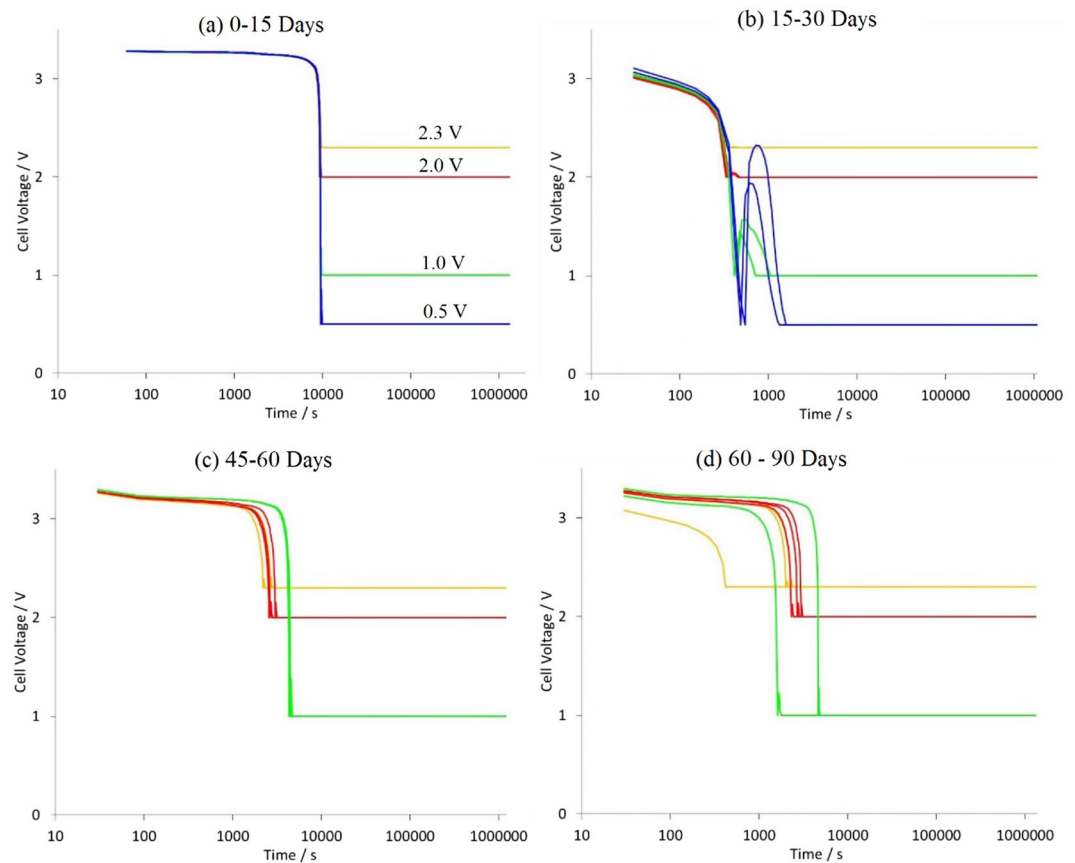 (a) 0-15 Days
Cell Voltage / V
3
2
1
0
2.3 V
2.0 V
1.0 V
0.5 V
10 100 1000 10000 100000 1000000
Time / s
(b) 15-30 Days
Cell Voltage / V
3
2
1
0
10 100 1000 10000 100000 1000000
Time / s
(c) 45-60 Days
Cell Voltage / V
3
2
1
0
10 100 1000 10000 100000 1000000
Time / s
(d) 60 - 90 Days
Cell Voltage / V
3
2
1
0
10 100 1000 10000 100000 1000000
Time / s